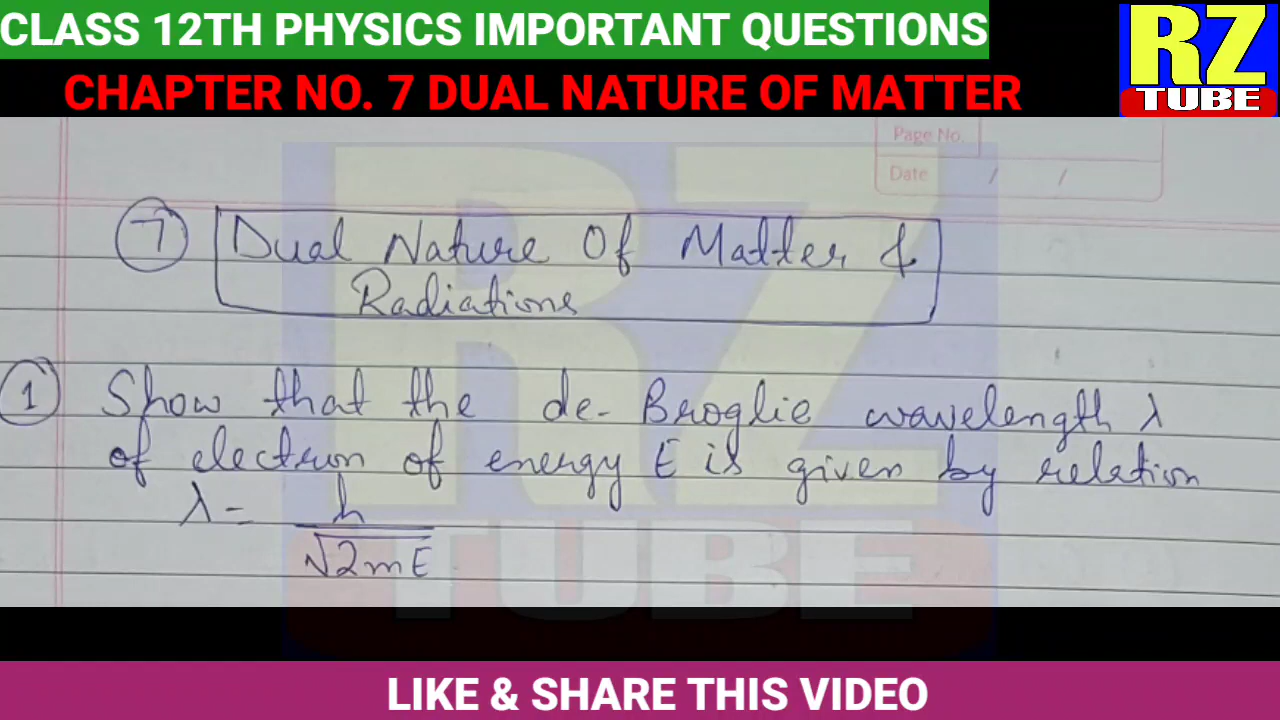 CLASS 12TH PHYSICS IMPORTANT QUESTIONS
RZ
TUBE
CHAPTER NO. 7 DUAL NATURE OF MATTER
Page No.
Date / /
7 Dual Nature Of Matter &
Radiations
1 Show that the de-Broglie wavelength λ
of electron of energy E is given by relation
λ = h
√2mE
RZ
TUBE
LIKE & SHARE THIS VIDEO